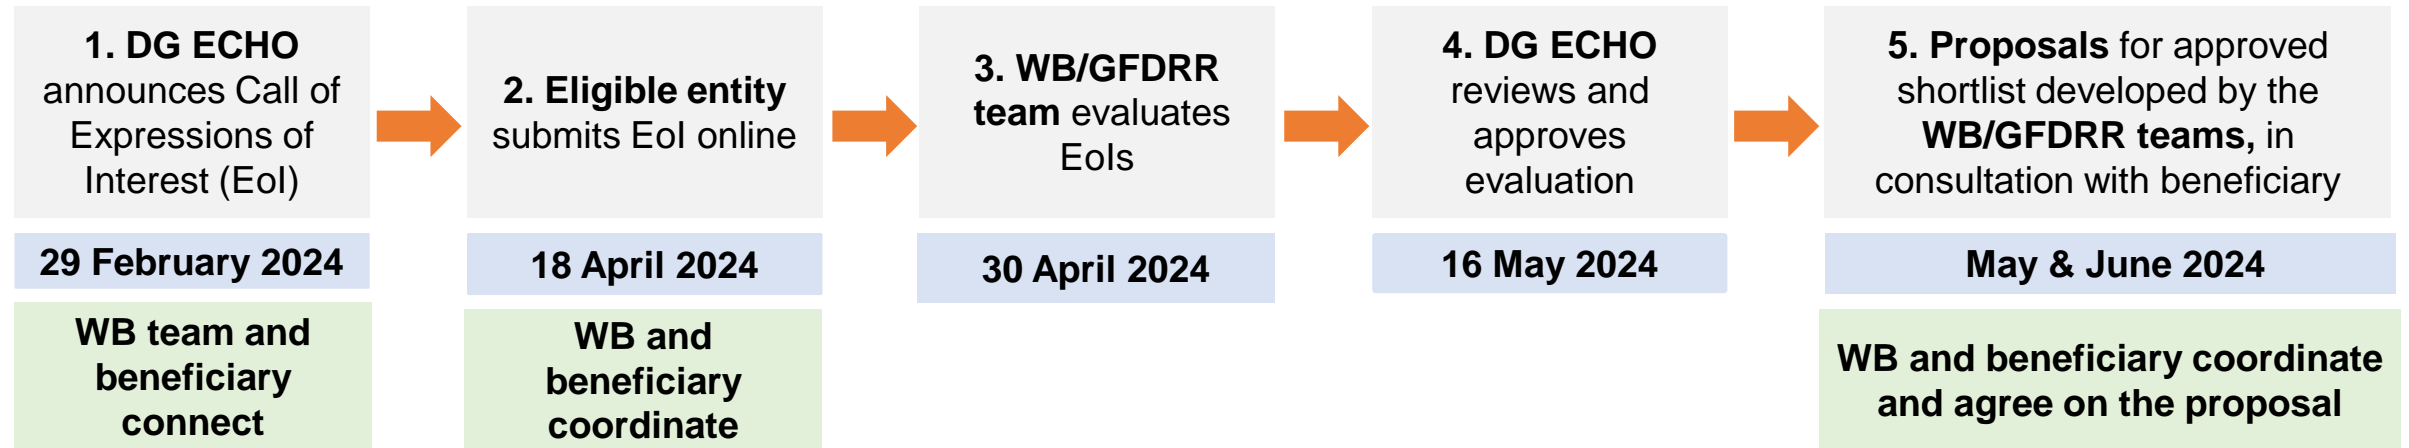 1. DG ECHO
announces Call of
Expressions of
Interest (EoI)
2. Eligible entity
submits EoI online
3. WB/GFDRR
team evaluates
EoIs
4. DG ECHO
reviews and
approves
evaluation
5. Proposals for approved
shortlist developed by the
WB/GFDRR teams, in
consultation with beneficiary
29 February 2024
18 April 2024
30 April 2024
16 May 2024
May & June 2024
WB team and
beneficiary
connect
WB and
beneficiary
coordinate
WB and beneficiary coordinate
and agree on the proposal